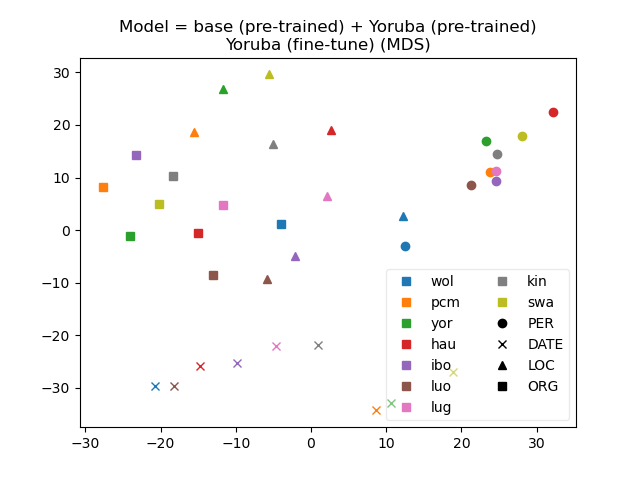 Model = base (pre-trained) + Yoruba (pre-trained)
Yoruba (fine-tune) (MDS)
30
20
10
0
−10
−20
−30
−30 −20 −10 0 10 20 30
wol kin
pcm swa
yor PER
hau DATE
ibo LOC
luo ORG
lug